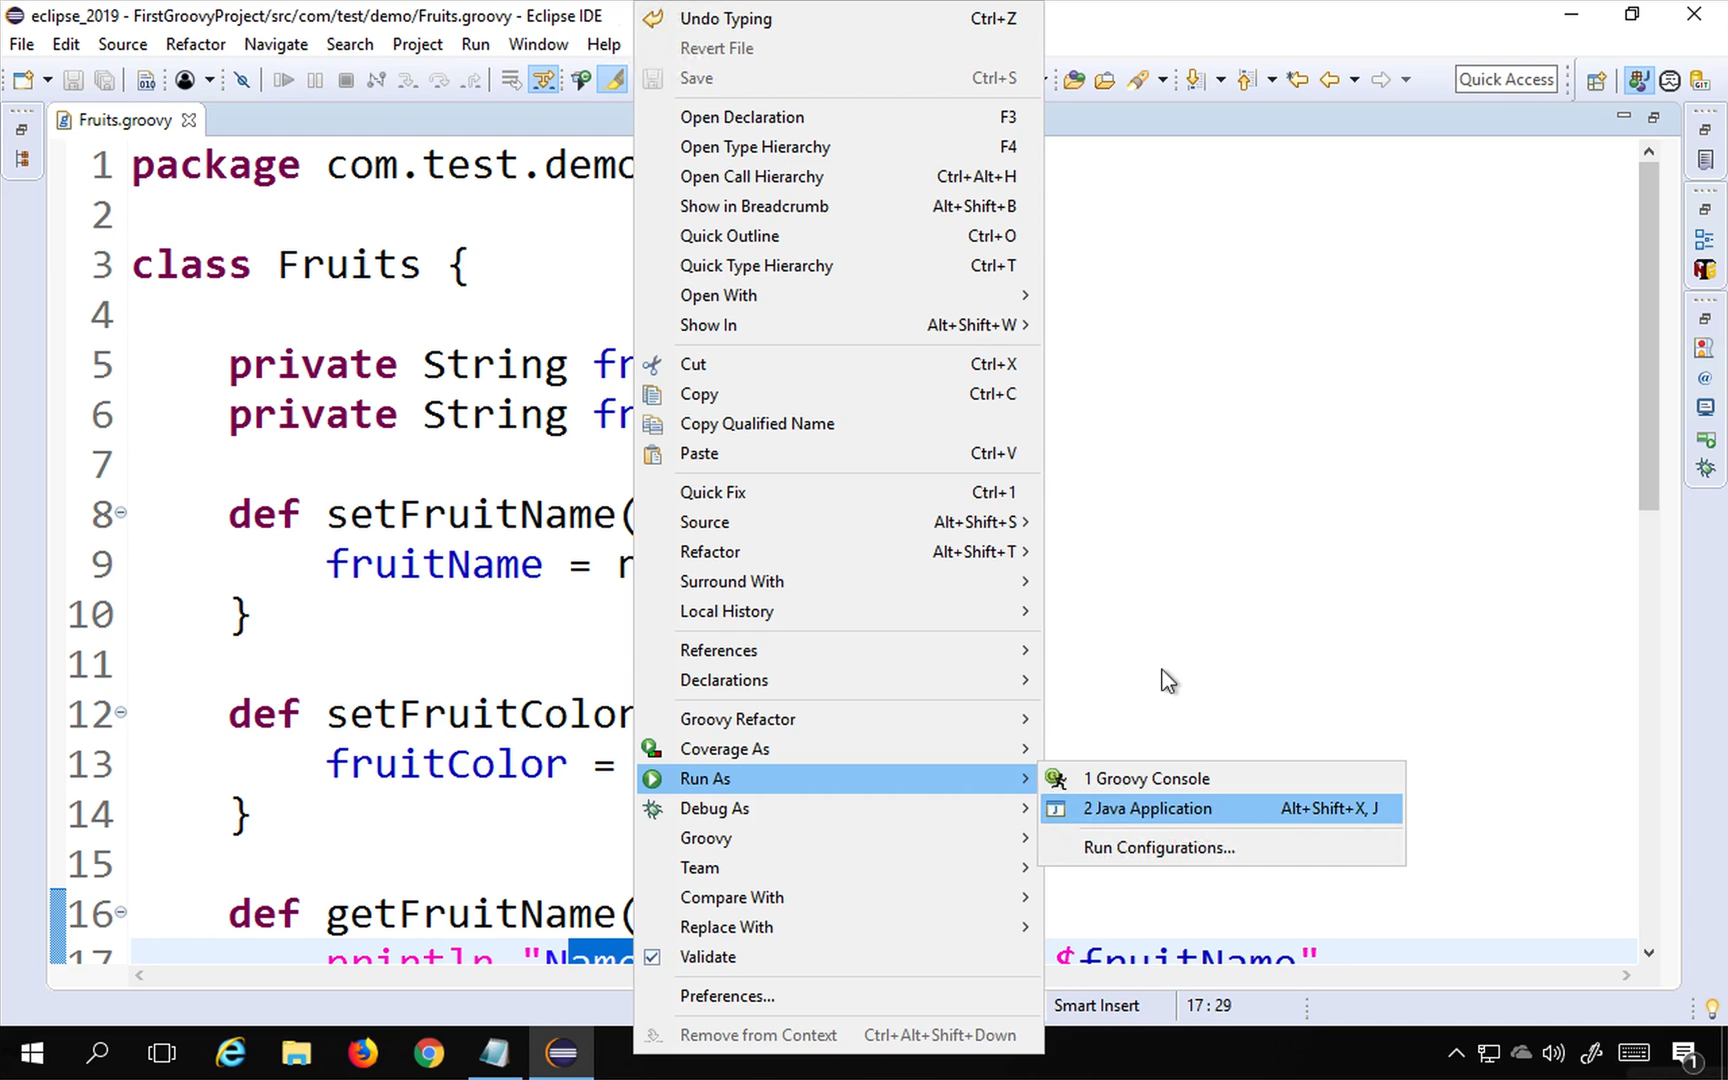 eclipse_2019 - FirstGroovyProject/src/com/test/demo/Fruits.groovy - Eclipse IDE
File Edit Source Refactor Navigate Search Project Run Window Help
Quick Access
Fruits.groovy
1 package com.test.demo
2
3 class Fruits {
4
5 private String fr
6 private String fr
7
8 def setFruitName(
9 fruitName = n
10 }
11
12 def setFruitColor
13 fruitColor =
14 }
15
16 def getFruitName(
17 println "Name $fruitName"
Undo Typing Ctrl+Z
Revert File
Save Ctrl+S
Open Declaration F3
Open Type Hierarchy F4
Open Call Hierarchy Ctrl+Alt+H
Show in Breadcrumb Alt+Shift+B
Quick Outline Ctrl+O
Quick Type Hierarchy Ctrl+T
Open With
Show In Alt+Shift+W
Cut Ctrl+X
Copy Ctrl+C
Copy Qualified Name
Paste Ctrl+V
Quick Fix Ctrl+1
Source Alt+Shift+S
Refactor Alt+Shift+T
Surround With
Local History
References
Declarations
Groovy Refactor
Coverage As
Run As
Debug As
Groovy
Team
Compare With
Replace With
Validate
Preferences...
Remove from Context Ctrl+Alt+Shift+Down
1 Groovy Console
2 Java Application Alt+Shift+X, J
Run Configurations...
Smart Insert 17 : 29
1